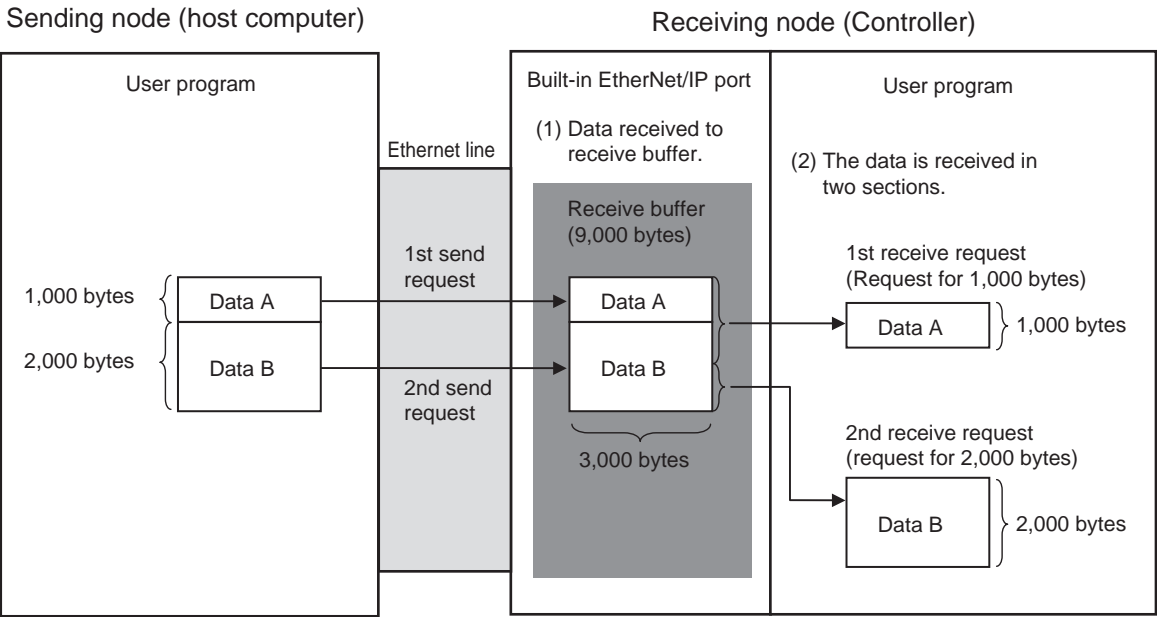 Sending node (host computer)
Receiving node (Controller)
User program
1,000 bytes
2,000 bytes
Data A
Data B
Ethernet line
1st send
request
2nd send
request
Built-in EtherNet/IP port
(1) Data received to
receive buffer.
Receive buffer
(9,000 bytes)
Data A
Data B
3,000 bytes
User program
(2) The data is received in
two sections.
1st receive request
(Request for 1,000 bytes)
Data A
1,000 bytes
2nd receive request
(request for 2,000 bytes)
Data B
2,000 bytes